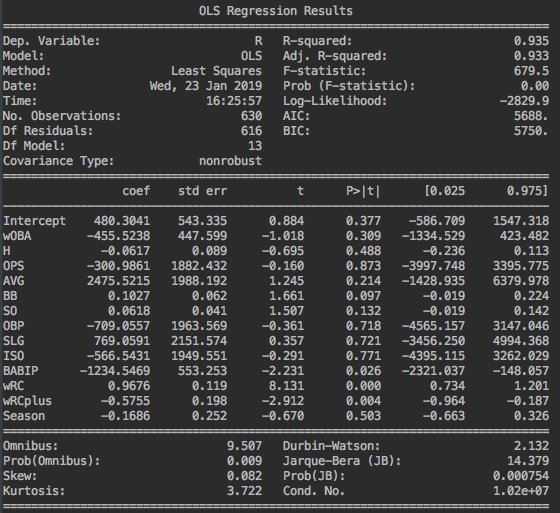 OLS Regression Results
==============================================================================
Dep. Variable: R R-squared: 0.935
Model: OLS Adj. R-squared: 0.933
Method: Least Squares F-statistic: 679.5
Date: Wed, 23 Jan 2019 Prob (F-statistic): 0.00
Time: 16:25:57 Log-Likelihood: -2829.9
No. Observations: 630 AIC: 5688.
Df Residuals: 616 BIC: 5750.
Df Model: 13
Covariance Type: nonrobust
==============================================================================
coef std err t P>|t| [0.025 0.975]
------------------------------------------------------------------------------
Intercept 480.3041 543.335 0.884 0.377 -586.709 1547.318
wOBA -455.5238 447.599 -1.018 0.309 -1334.529 423.482
H -0.0617 0.089 -0.695 0.488 -0.236 0.113
OPS -300.9861 1882.432 -0.160 0.873 -3997.748 3395.775
AVG 2475.5215 1988.192 1.245 0.214 -1428.935 6379.978
BB 0.1027 0.062 1.661 0.097 -0.019 0.224
SO 0.0618 0.041 1.507 0.132 -0.019 0.142
OBP -709.0557 1963.569 -0.361 0.718 -4565.157 3147.046
SLG 769.0591 2151.574 0.357 0.721 -3456.250 4994.368
ISO -566.5431 1949.551 -0.291 0.771 -4395.115 3262.029
BABIP -1234.5469 553.253 -2.231 0.026 -2321.037 -148.057
wRC 0.9676 0.119 8.131 0.000 0.734 1.201
wRCplus -0.5755 0.198 -2.912 0.004 -0.964 -0.187
Season -0.1686 0.252 -0.670 0.503 -0.663 0.326
==============================================================================
Omnibus: 9.507 Durbin-Watson: 2.132
Prob(Omnibus): 0.009 Jarque-Bera (JB): 14.379
Skew: 0.082 Prob(JB): 0.000754
Kurtosis: 3.722 Cond. No. 1.02e+07
==============================================================================